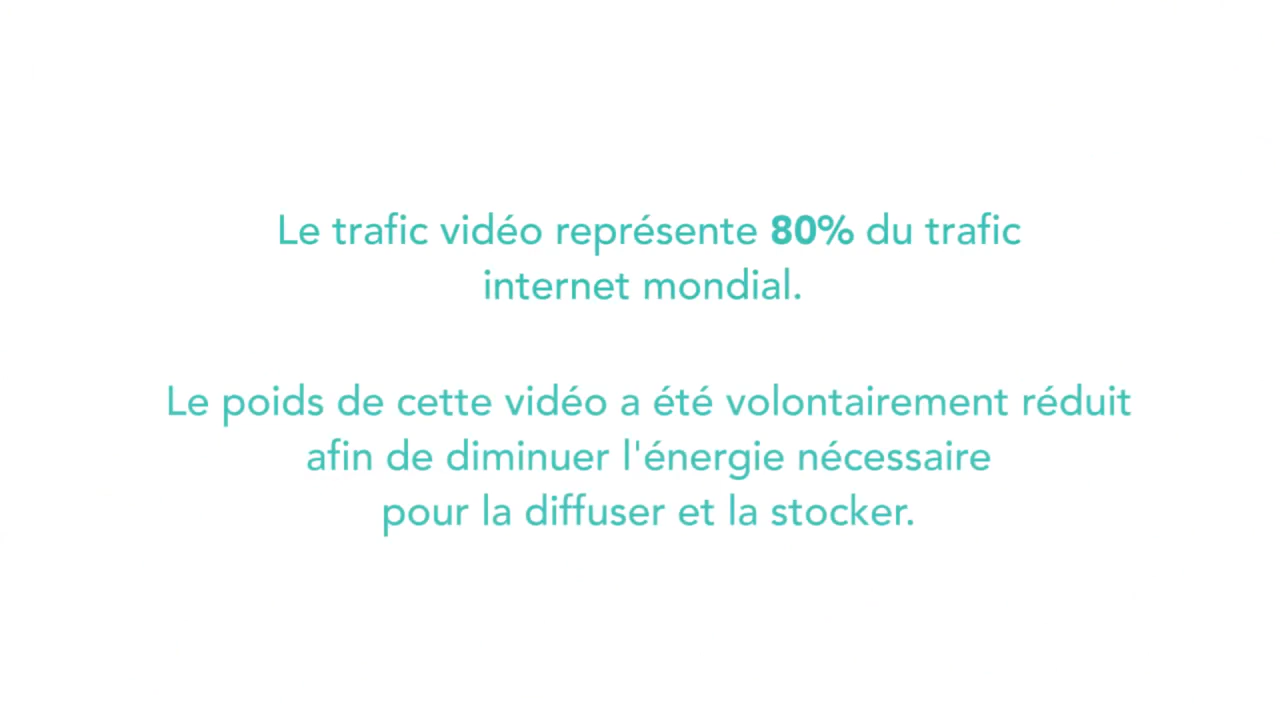 Le trafic vidéo représente 80% du trafic
internet mondial.
Le poids de cette vidéo a été volontairement réduit
afin de diminuer l'énergie nécessaire
pour la diffuser et la stocker.